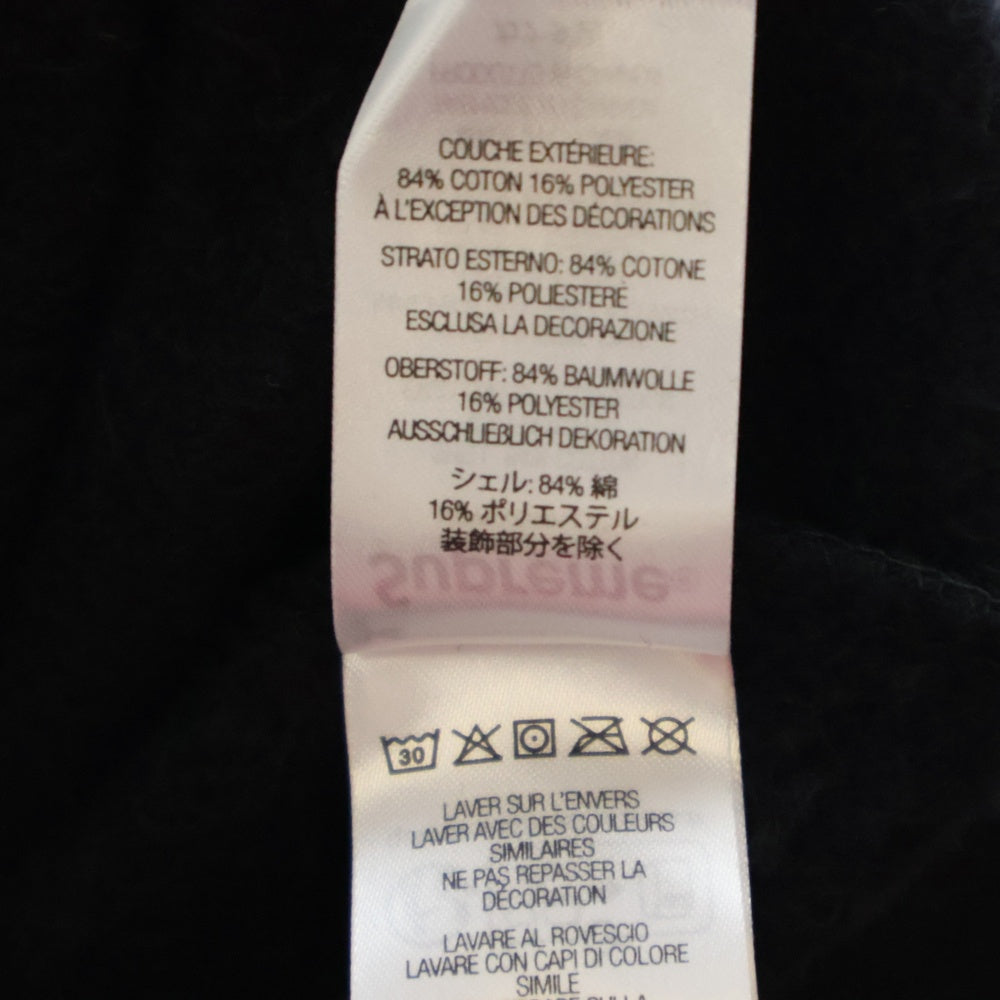 COUCHE EXTÉRIEURE:
84% COTON 16% POLYESTER
À L'EXCEPTION DES DÉCORATIONS
STRATO ESTERNO: 84% COTONE
16% POLIESTERE
ESCLUSA LA DECORAZIONE
OBERSTOFF: 84% BAUMWOLLE
16% POLYESTER
AUSSCHLIEBLICH DEKORATION
シェル: 84% 綿
16% ポリエステル
装飾部分を除く
Supreme
30
LAVER SUR L'ENVERS
LAVER AVEC DES COULEURS
SIMILAIRES
NE PAS REPASSER LA
DÉCORATION
LAVARE AL ROVESCIO
LAVARE CON CAPI DI COLORE
SIMILE